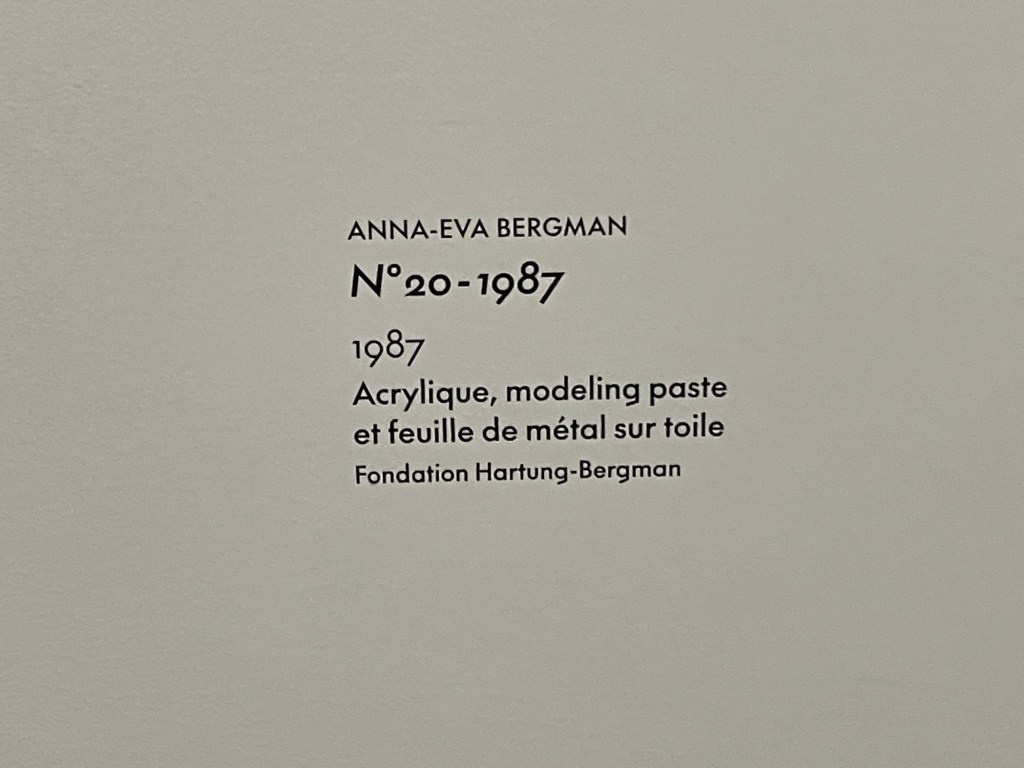 ANNA-EVA BERGMAN
N°20-1987
1987
Acrylique, modeling paste
et feuille de métal sur toile
Fondation Hartung-Bergman